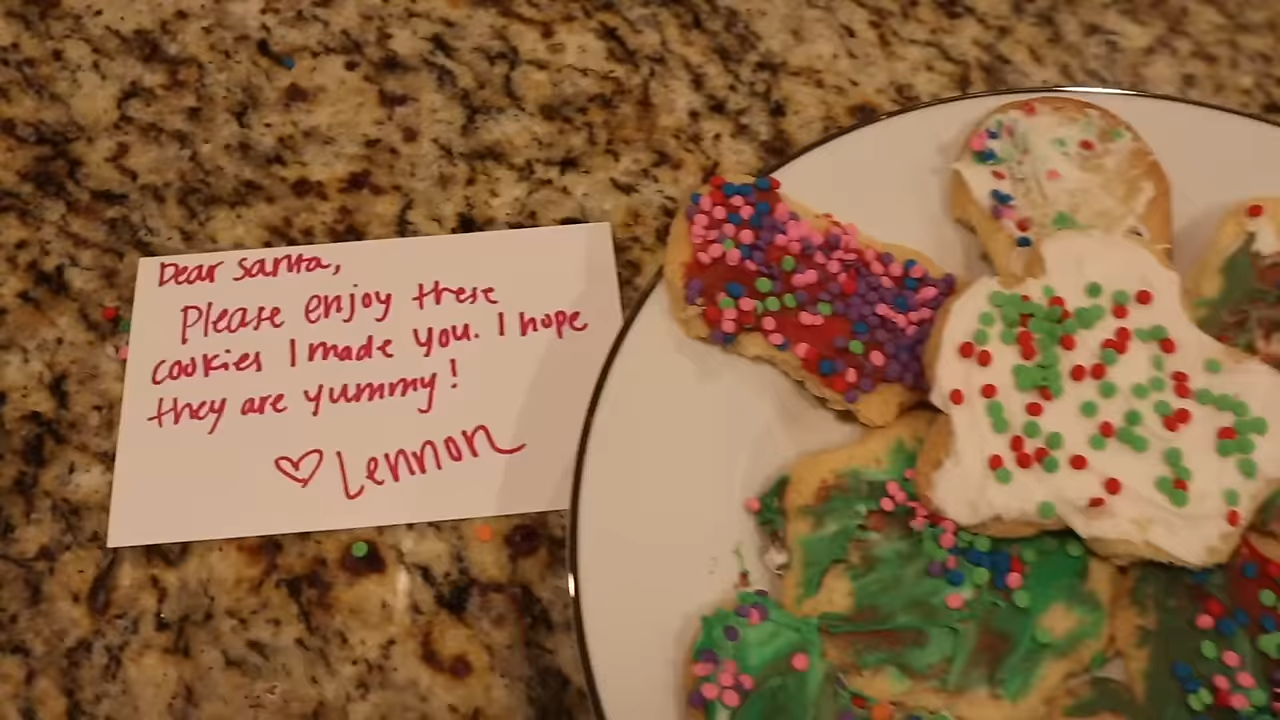 Dear Santa,
Please enjoy these
cookies I made you. I hope
they are yummy!
♡ Lennon